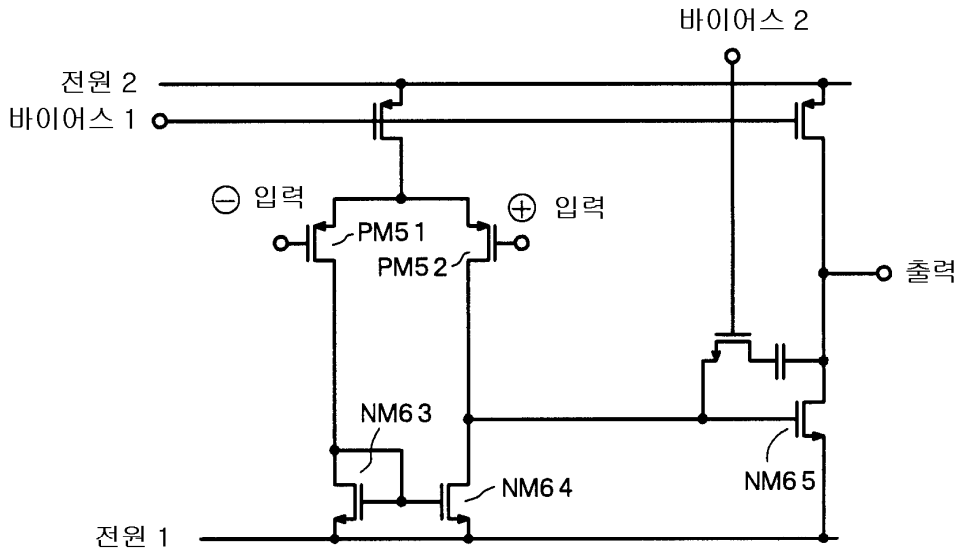 바이어스 2
전원 2
바이어스 1
⊖ 입력
⊕ 입력
PM51
PM52
출력
NM63
NM64
NM65
전원 1